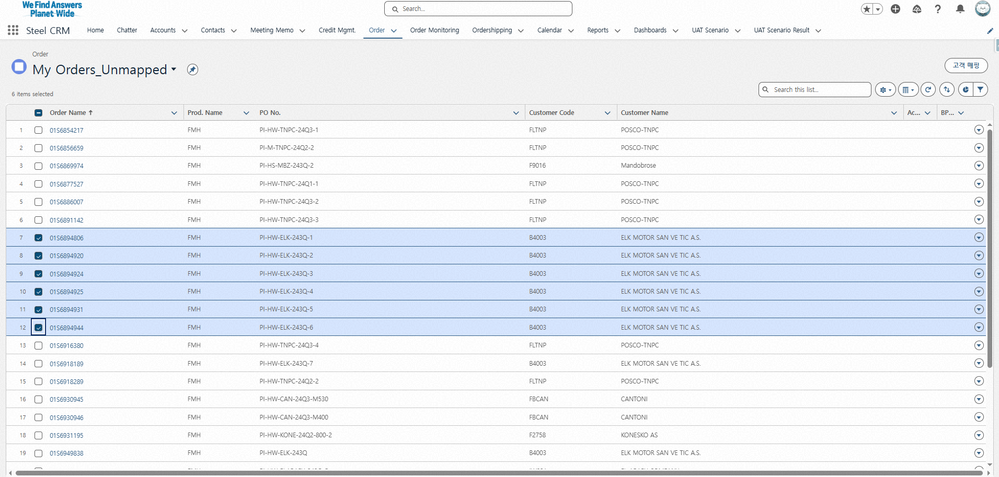 We Find Answers
Planet-Wide
Search...
Steel CRM
Home
Chatter
Accounts
Contacts
Meeting Memo
Credit Mgmt.
Order
Order Monitoring
Ordershipping
Calendar
Reports
Dashboards
UAT Scenario
UAT Scenario Result
Order
My Orders_Unmapped
고객 매핑
6 items selected
Search this list...
Order Name Prod. Name PO No. Customer Code Customer Name Ac... BP...
1 01S6854217 FMH PI-HW-TNPC-24Q3-1 FLTNP POSCO-TNPC
2 01S6856659 FMH PI-M-TNPC-24Q2-2 FLTNP POSCO-TNPC
3 01S6869974 FMH PI-HS-MBZ-243Q-2 F9016 Mandobrose
4 01S6877527 FMH PI-HW-TNPC-24Q1-1 FLTNP POSCO-TNPC
5 01S6886007 FMH PI-HW-TNPC-24Q3-2 FLTNP POSCO-TNPC
6 01S6891142 FMH PI-HW-TNPC-24Q3-3 FLTNP POSCO-TNPC
7 01S6894806 FMH PI-HW-ELK-243Q-1 B4003 ELK MOTOR SAN VE TIC A.S.
8 01S6894920 FMH PI-HW-ELK-243Q-2 B4003 ELK MOTOR SAN VE TIC A.S.
9 01S6894924 FMH PI-HW-ELK-243Q-3 B4003 ELK MOTOR SAN VE TIC A.S.
10 01S6894925 FMH PI-HW-ELK-243Q-4 B4003 ELK MOTOR SAN VE TIC A.S.
11 01S6894931 FMH PI-HW-ELK-243Q-5 B4003 ELK MOTOR SAN VE TIC A.S.
12 01S6894944 FMH PI-HW-ELK-243Q-6 B4003 ELK MOTOR SAN VE TIC A.S.
13 01S6916380 FMH PI-HW-TNPC-24Q3-4 FLTNP POSCO-TNPC
14 01S6918189 FMH PI-HW-ELK-243Q-7 B4003 ELK MOTOR SAN VE TIC A.S.
15 01S6918289 FMH PI-HW-TNPC-24Q2-2 FLTNP POSCO-TNPC
16 01S6930945 FMH PI-HW-CAN-24Q3-M530 FBCAN CANTONI
17 01S6930946 FMH PI-HW-CAN-24Q3-M400 FBCAN CANTONI
18 01S6931195 FMH PI-HW-KONE-24Q2-800-2 F2758 KONESKO AS
19 01S6949838 FMH PI-HW-ELK-243Q B4003 ELK MOTOR SAN VE TIC A.S.